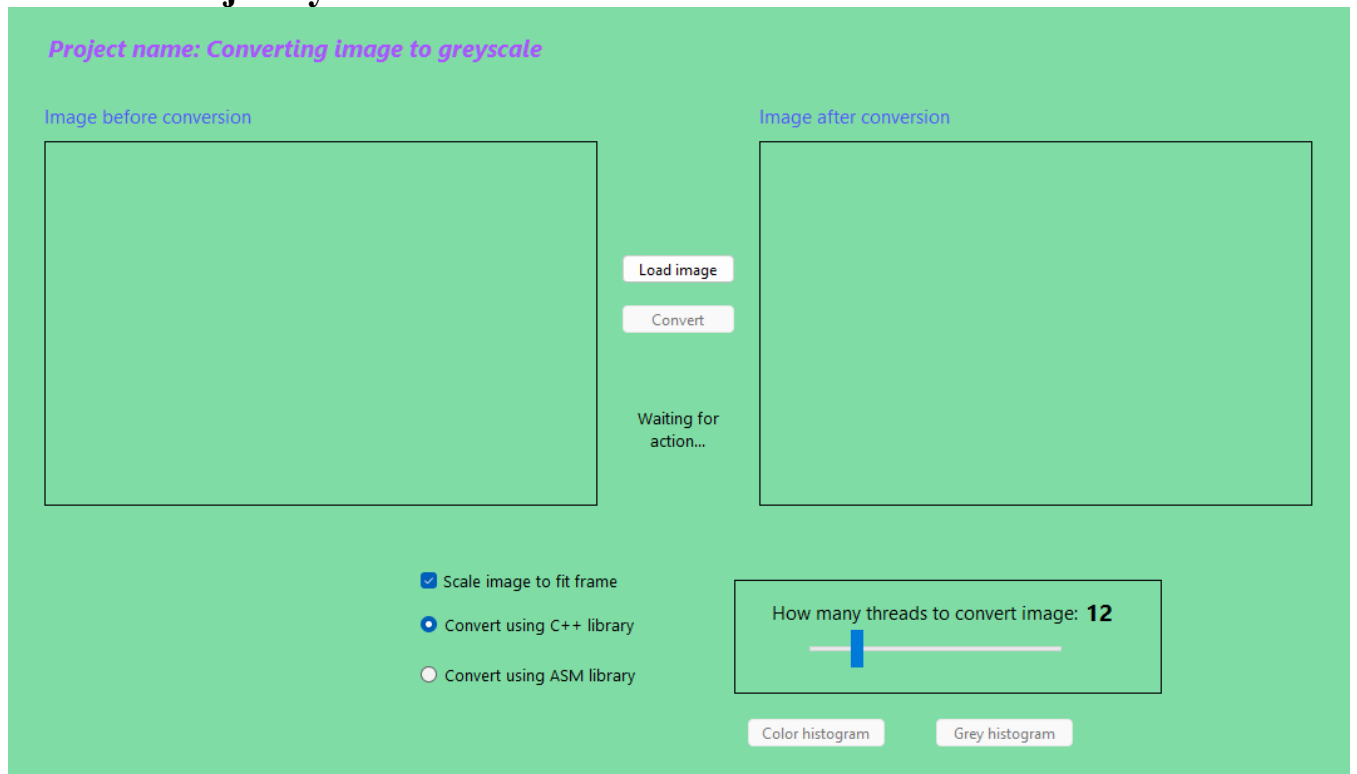 Project name: Converting image to greyscale
Image before conversion
Image after conversion
Load image
Convert
Waiting for
action...
Scale image to fit frame
Convert using C++ library
Convert using ASM library
How many threads to convert image: 12
Color histogram
Grey histogram